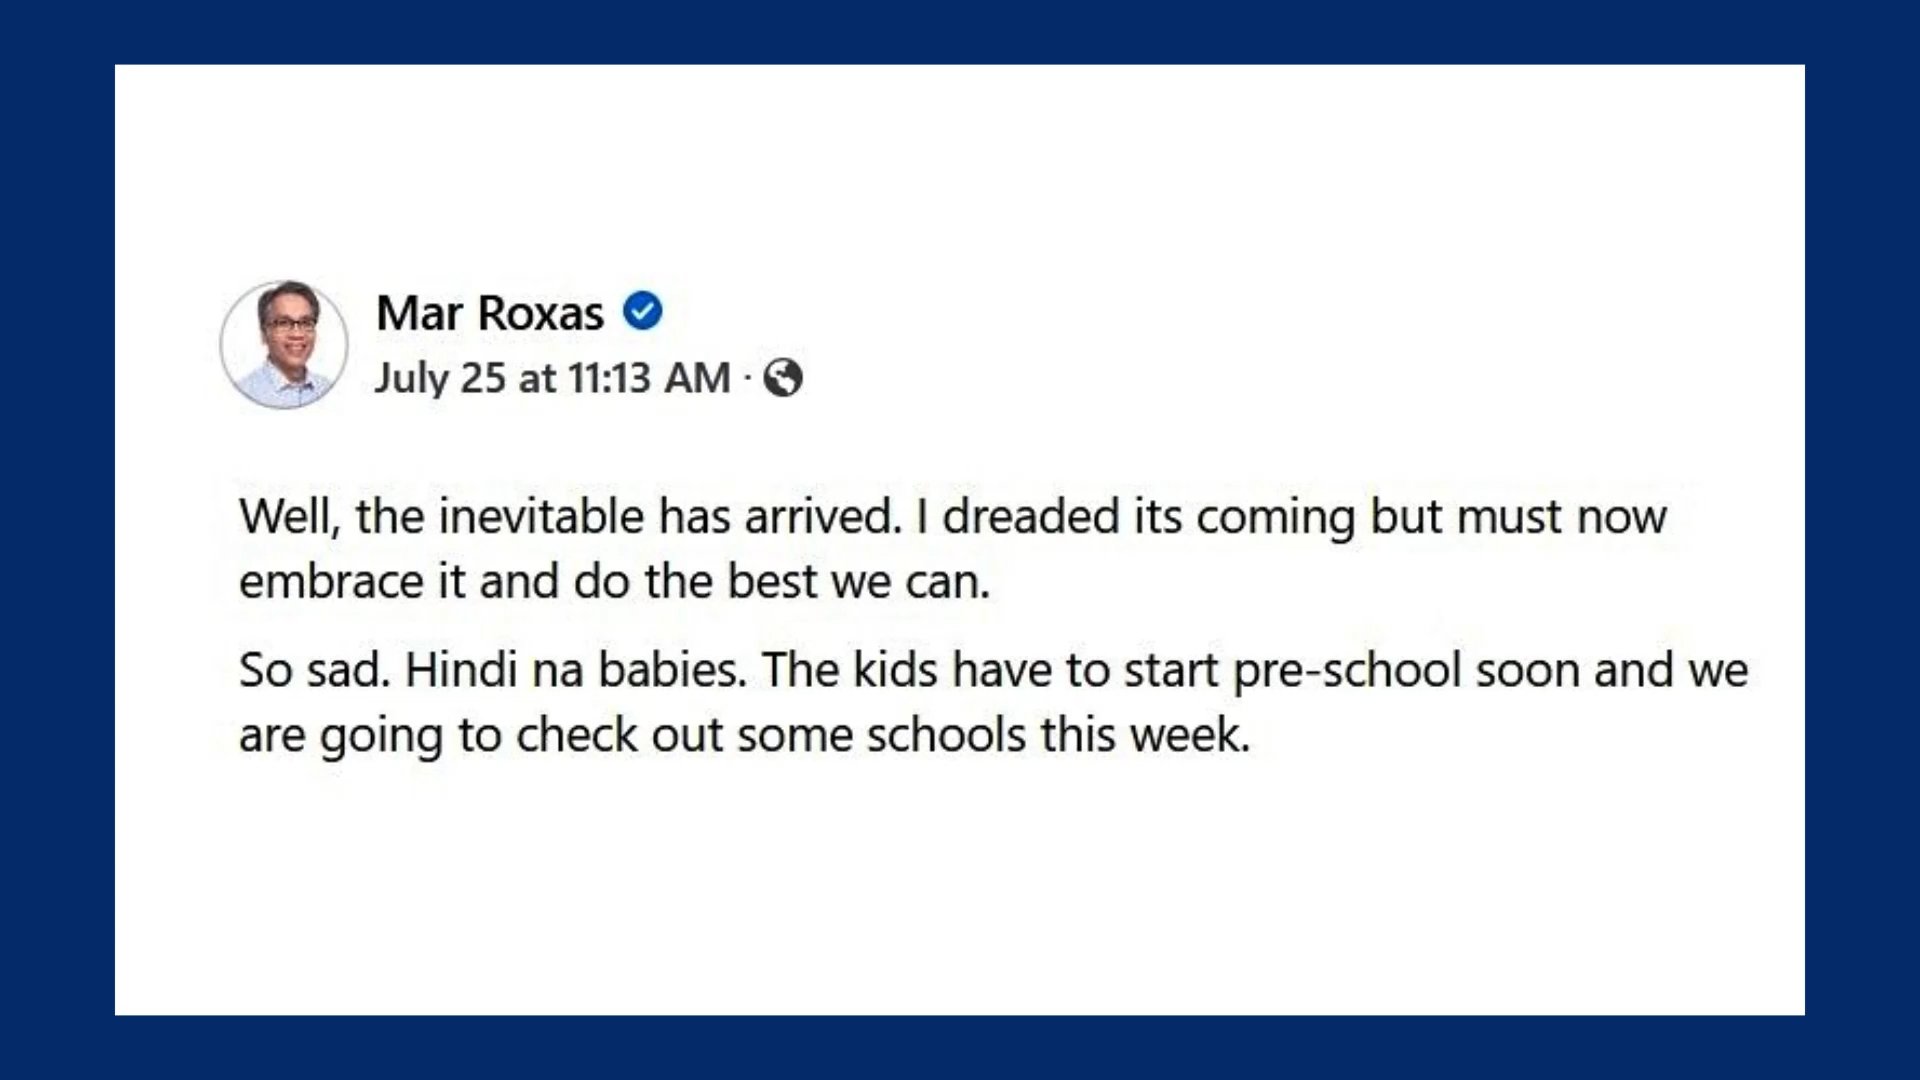 Mar Roxas
July 25 at 11:13 AM ·
Well, the inevitable has arrived. I dreaded its coming but must now
embrace it and do the best we can.
So sad. Hindi na babies. The kids have to start pre-school soon and we
are going to check out some schools this week.